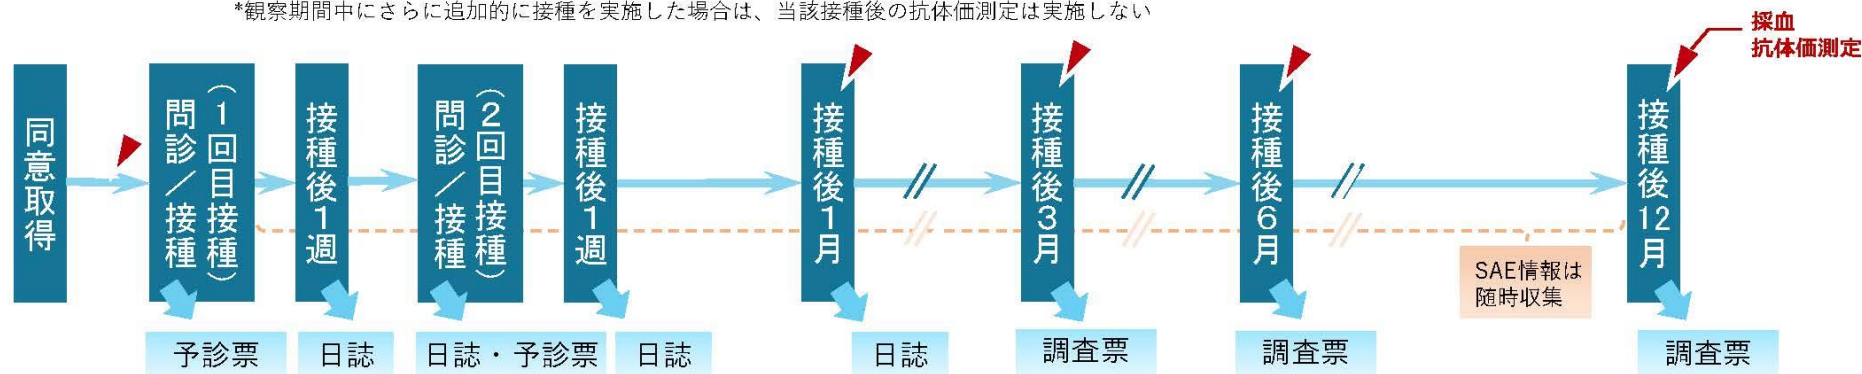 *観察期間中にさらに追加的に接種を実施した場合は、当該接種後の抗体価測定は実施しない
採血
抗体価測定
同意取得
(1回目接種)
問診/接種
接種後1週
(2回目接種)
問診/接種
接種後1週
接種後1月
接種後3月
接種後6月
接種後12月
SAE情報は
随時収集
予診票
日誌
日誌・予診票
日誌
日誌
調査票
調査票
調査票